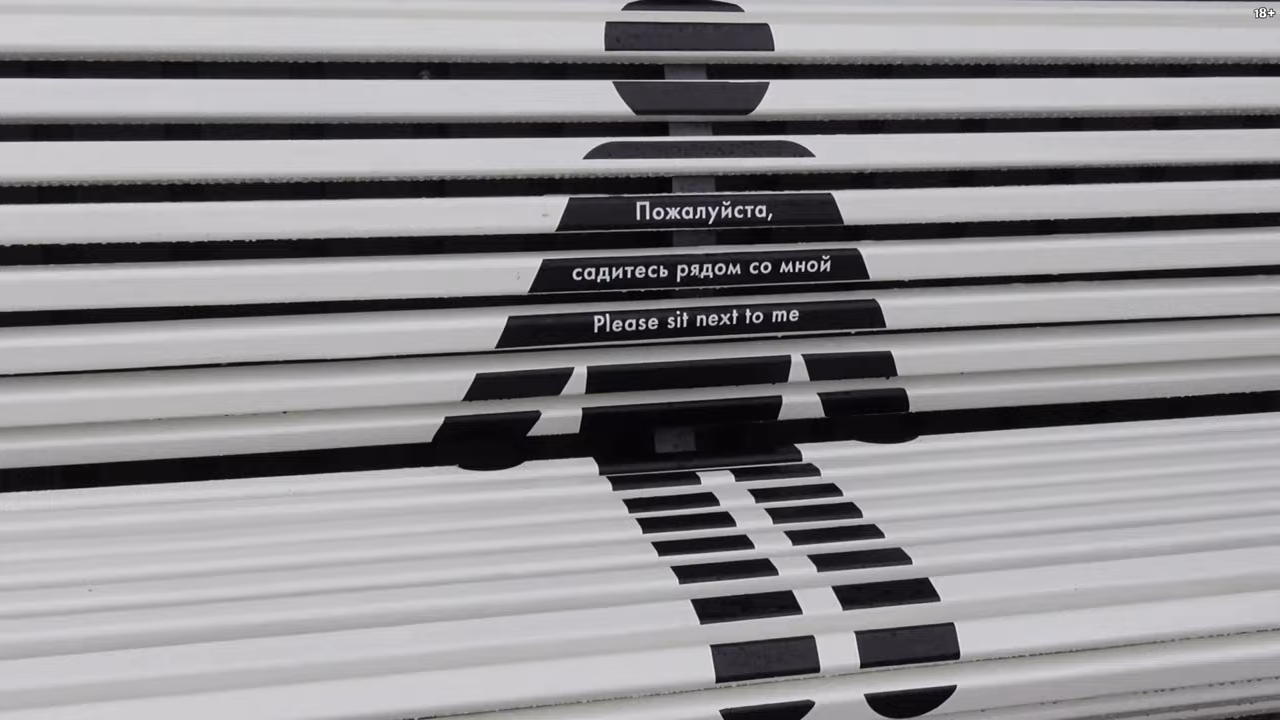 18+
Пожалуйста,
садитесь рядом со мной
Please sit next to me